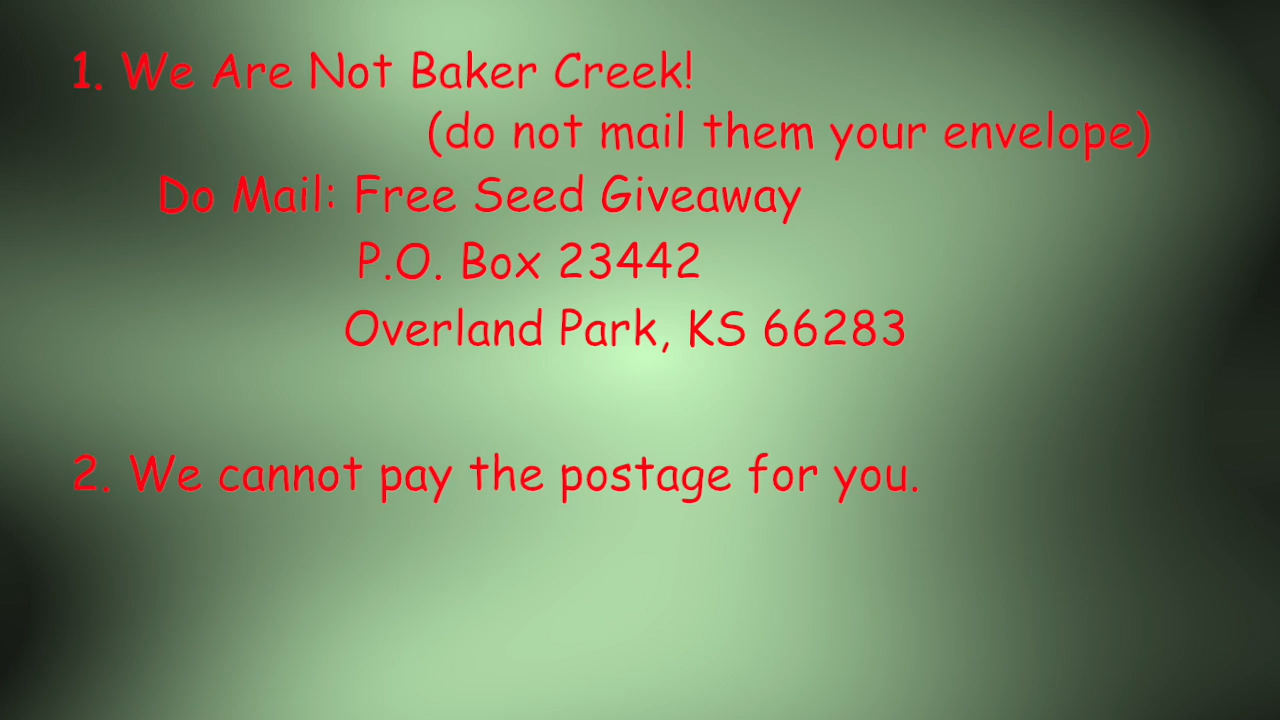 1. We Are Not Baker Creek!
(do not mail them your envelope)
Do Mail: Free Seed Giveaway
P.O. Box 23442
Overland Park, KS 66283
2. We cannot pay the postage for you.